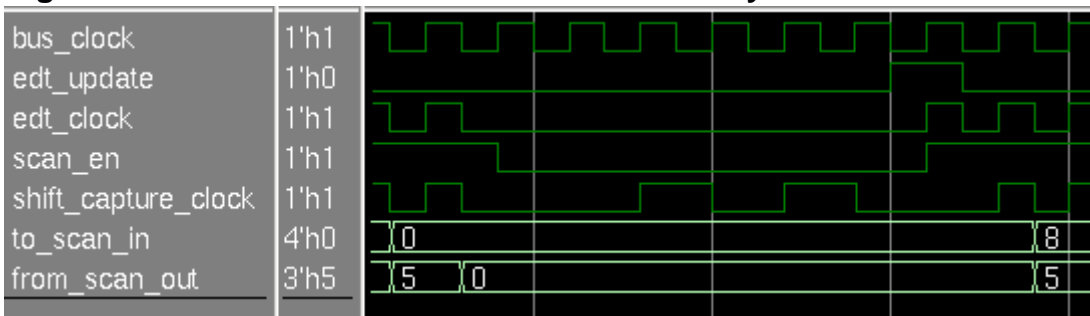 bus_clock 1'h1
edt_update 1'h0
edt_clock 1'h1
scan_en 1'h1
shift_capture_clock 1'h1
to_scan_in 4'h0 0 8
from_scan_out 3'h5 5 0 5